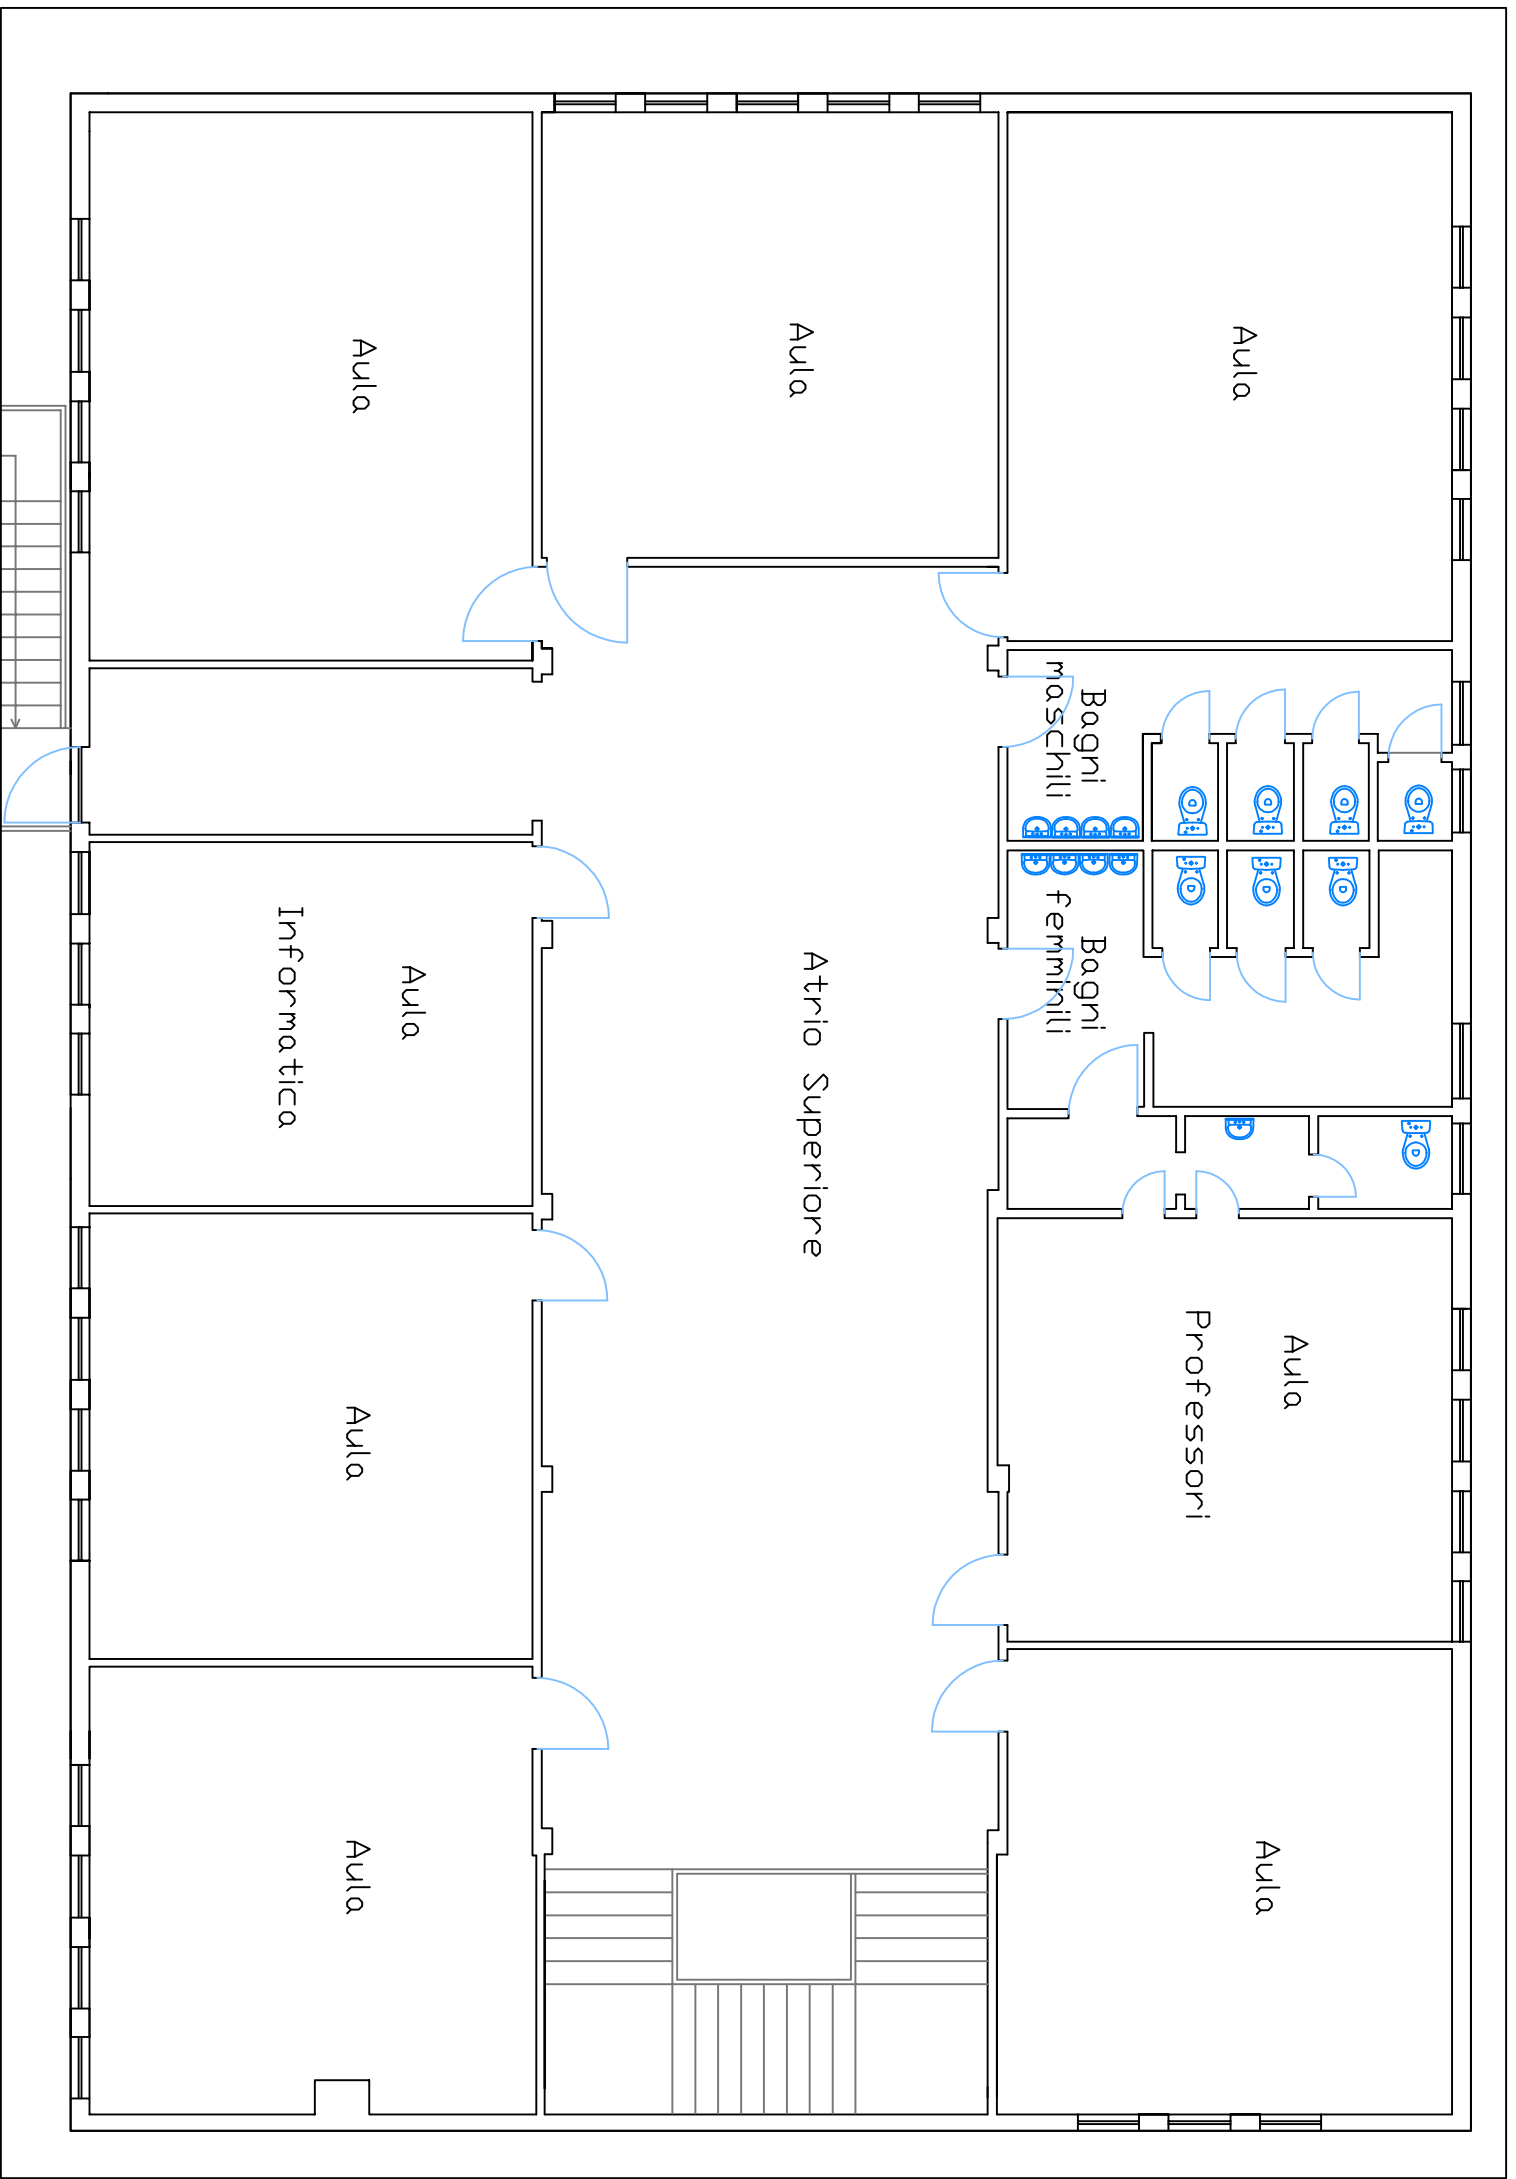 Aula
Bagni
maschili
Bagni
femminili
Aula
Professori
Aula
Aula
Atrio Superiore
Aula
Aula
Informatica
Aula
Aula